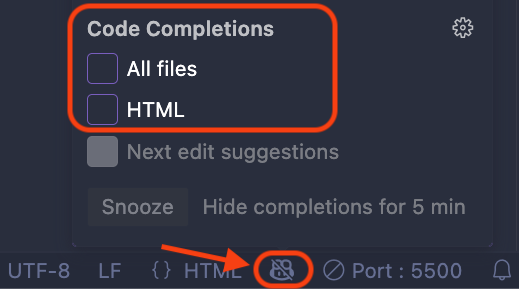 Code Completions
All files
HTML
Next edit suggestions
Snooze Hide completions for 5 min
UTF-8 LF {} HTML Port : 5500